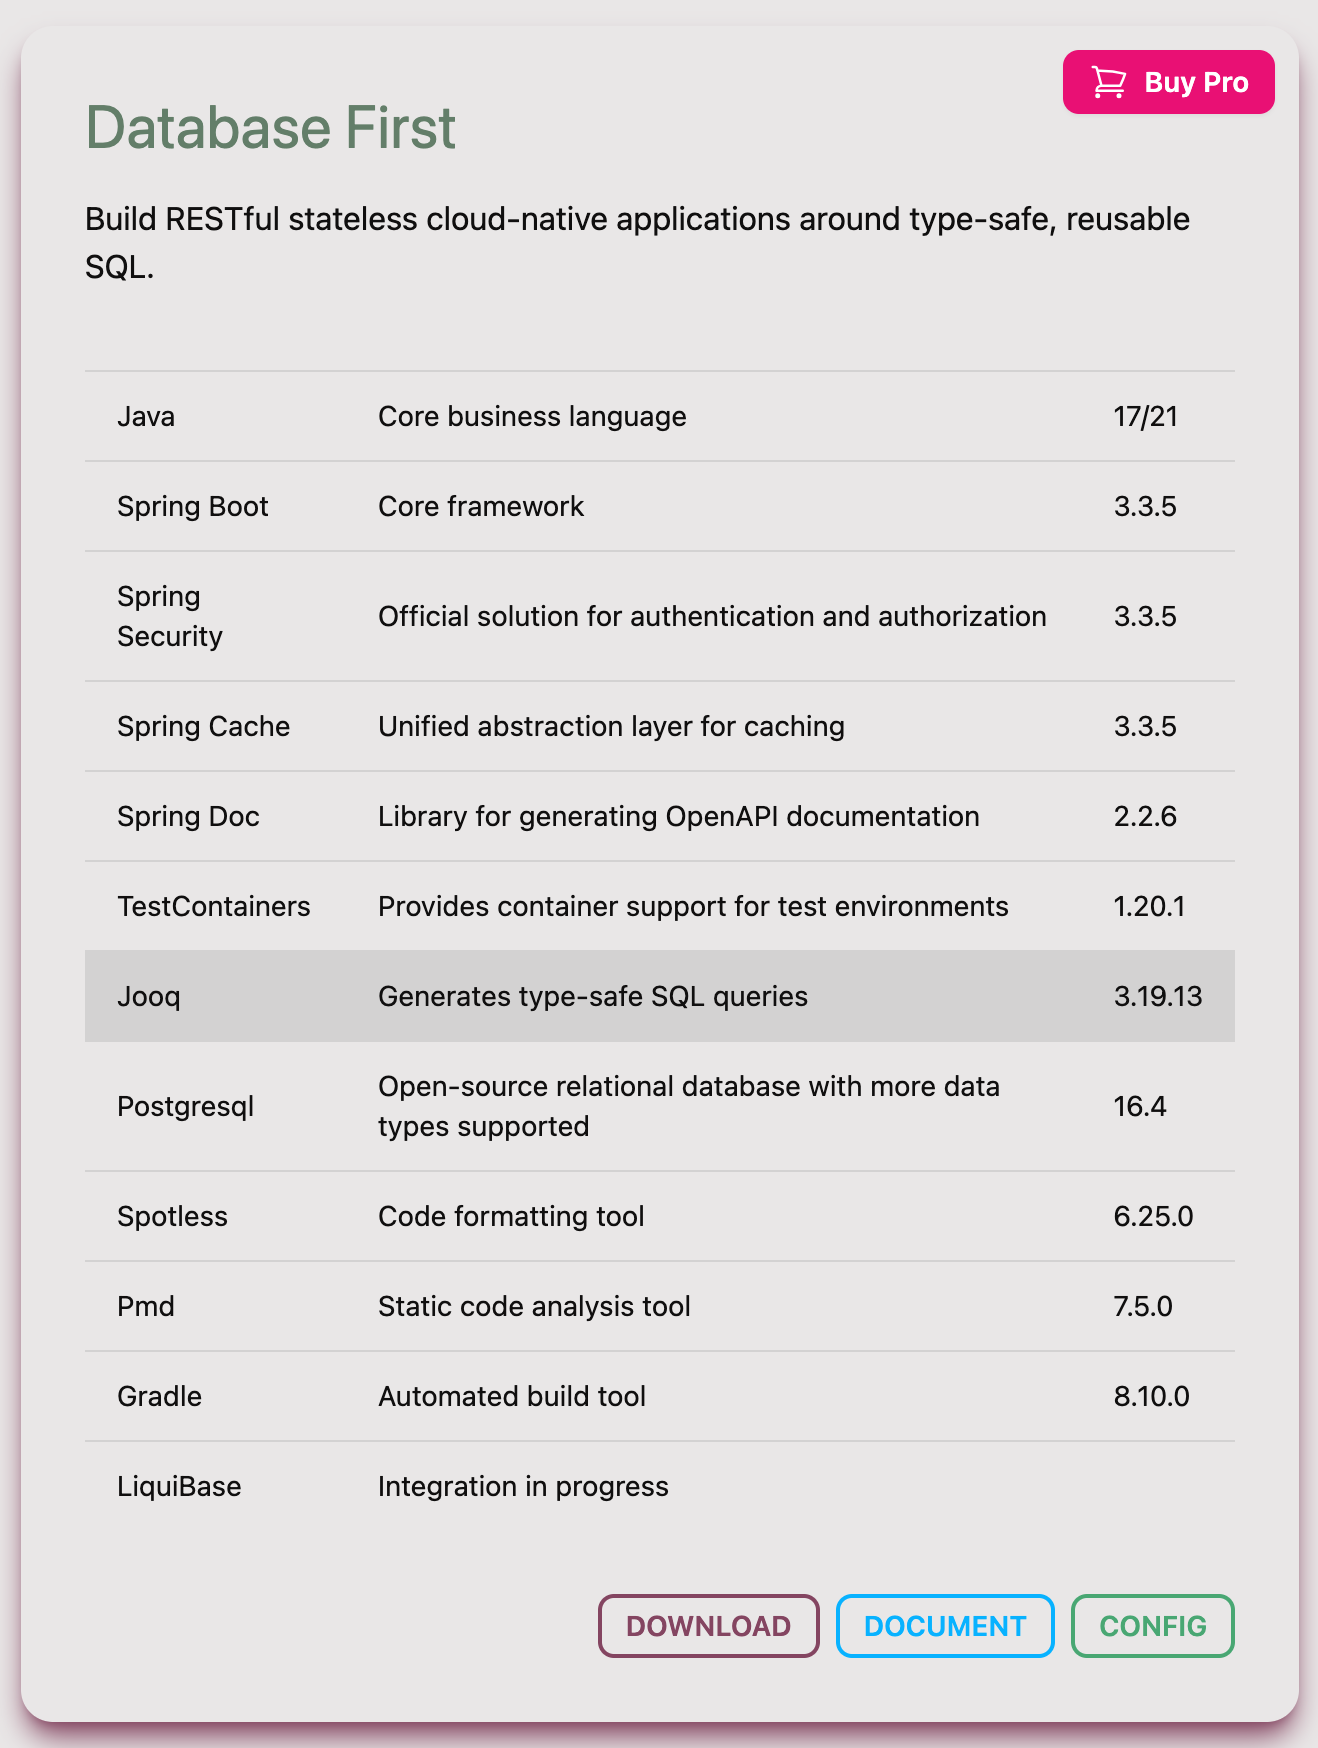 Buy Pro
Database First
Build RESTful stateless cloud-native applications around type-safe, reusable
SQL.
Java Core business language 17/21
Spring Boot Core framework 3.3.5
Spring
Security Official solution for authentication and authorization 3.3.5
Spring Cache Unified abstraction layer for caching 3.3.5
Spring Doc Library for generating OpenAPI documentation 2.2.6
TestContainers Provides container support for test environments 1.20.1
Jooq Generates type-safe SQL queries 3.19.13
Postgresql Open-source relational database with more data
types supported 16.4
Spotless Code formatting tool 6.25.0
Pmd Static code analysis tool 7.5.0
Gradle Automated build tool 8.10.0
LiquiBase Integration in progress
DOWNLOAD DOCUMENT CONFIG